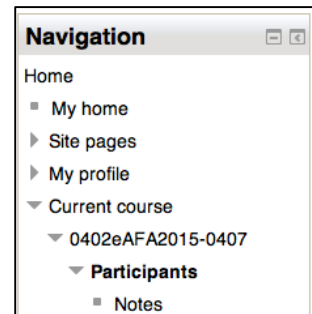 Navigation
Home
My home
Site pages
My profile
Current course
0402eAFA2015-0407
Participants
Notes